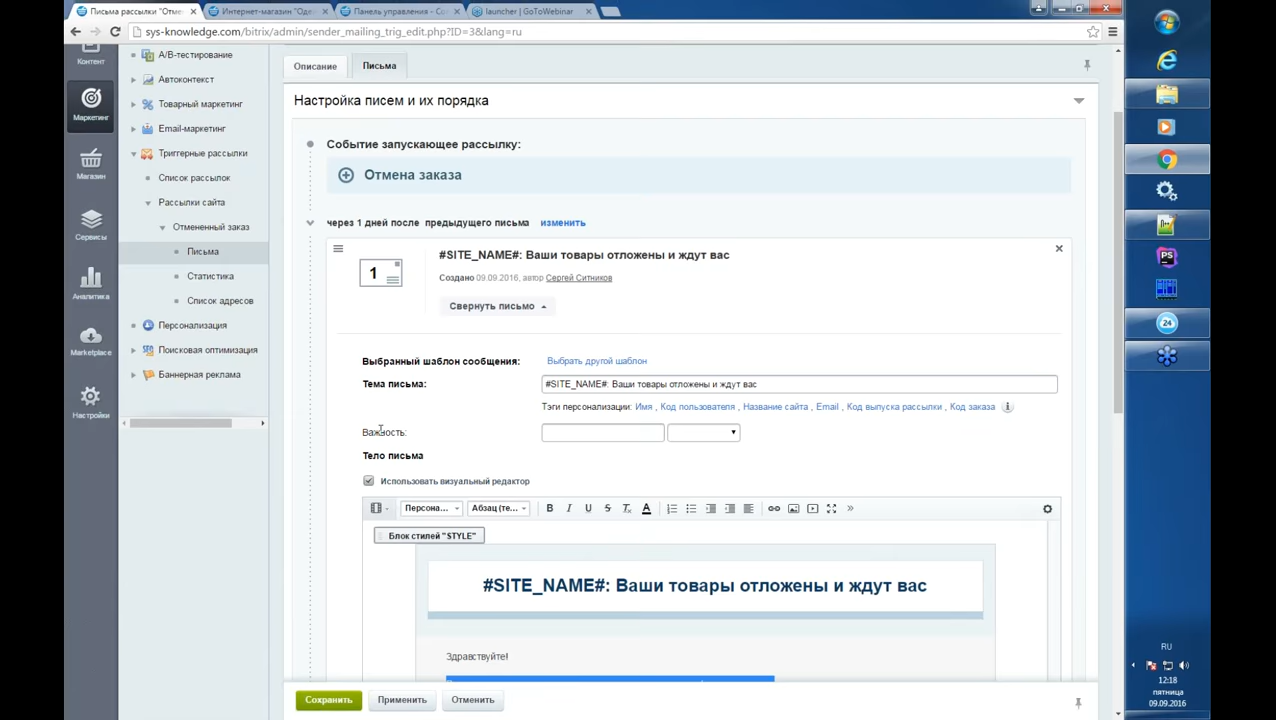 Письма рассылки "Отме
Интернет-магазин "Оде
Панель управления - Со
launcher | GoToWebinar
sys-knowledge.com/bitrix/admin/sender_mailing_trig_edit.php?ID=3&lang=ru
Контент
Маркетинг
Магазин
Сервисы
Аналитика
Marketplace
Настройки
A/B-тестирование
Автоконтекст
Товарный маркетинг
Email-маркетинг
Триггерные рассылки
Список рассылок
Рассылки сайта
Отмененный заказ
Письма
Статистика
Список адресов
Персонализация
Поисковая оптимизация
Баннерная реклама
Описание
Письма
Настройка писем и их порядка
Событие запускающее рассылку:
Отмена заказа
через 1 дней после предыдущего письма изменить
1
#SITE_NAME#: Ваши товары отложены и ждут вас
Создано 09.09.2016, автор Сергей Ситников
Свернуть письмо
Выбранный шаблон сообщения: Выбрать другой шаблон
Тема письма: #SITE_NAME#: Ваши товары отложены и ждут вас
Тэги персонализации: Имя , Код пользователя , Название сайта , Email , Код выпуска рассылки , Код заказа
Важность:
Тело письма
Использовать визуальный редактор
Персона... Абзац (те... B I U S Tx A
Блок стилей "STYLE"
#SITE_NAME#: Ваши товары отложены и ждут вас
Здравствуйте!
Сохранить
Применить
Отменить
PS
24
RU
12:18
пятница
09.09.2016